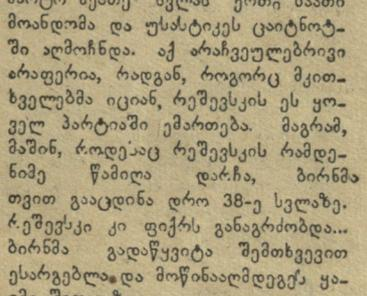 მოანდომა და უსასტიკეს ცაიტნოტ-
ში აღმოჩნდა. აქ არაჩვეულებრივი
არაფერია, რადგან, როგორც მკით-
ხველებმა იციან, რეშევსკის ეს ყო-
ველ პარტიაში ემართება. მაგრამ,
მაშინ, როდესაც რეშევსკის რამდე-
ნიმე წამიღა დარჩა, ბირნმა
თვით გააცდინა დრო 38-ე სვლაზე.
რეშევსკი კი ფიქრს განაგრძობდა...
ბირნმა გადაწყვიტა შემთხვევით
ესარგებლა და მოწინააღმდეგეს ყა-